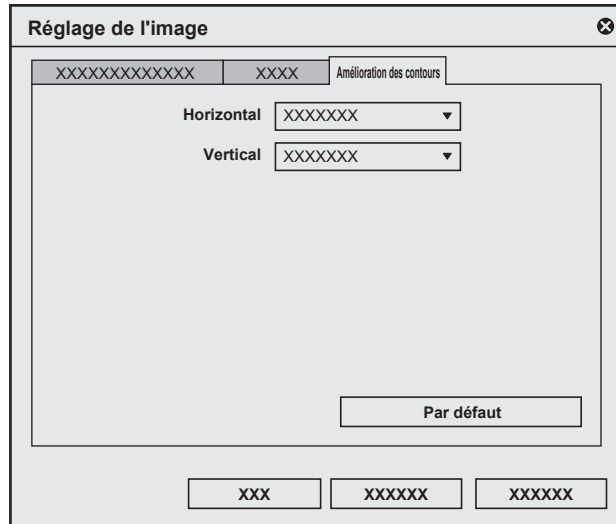 Réglage de l'image
XXXXXXXXXXXXX XXXX Amélioration des contours
Horizontal XXXXXXX
Vertical XXXXXXX
Par défaut
XXX XXXXXX XXXXXX